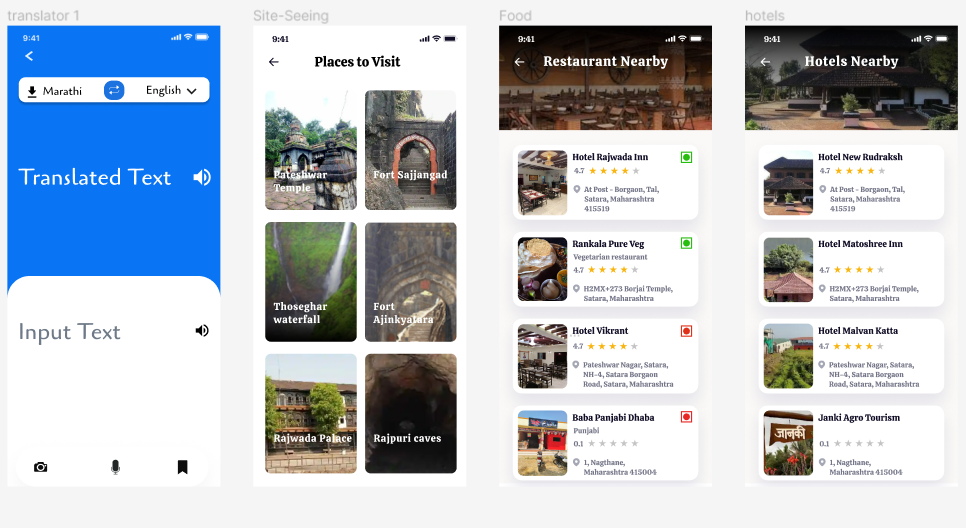 translator 1
9:41
Marathi
English
Translated Text
Input Text
Site-Seeing
9:41
Places to Visit
Pateshwar
Temple
Fort Sajjangad
Thoseghar
waterfall
Fort
Ajinkyatara
Rajwada Palace
Rajpuri caves
Food
9:41
Restaurant Nearby
Hotel Rajwada Inn
4.7
At Post - Borgaon, Tal,
Satara, Maharashtra
415519
Rankala Pure Veg
Vegetarian restaurant
4.7
H2MX+273 Borjai Temple,
Satara, Maharashtra
Hotel Vikrant
4.7
Pateshwar Nagar, Satara,
NH-4, Satara Borgaon
Road, Satara, Maharashtra
Baba Panjabi Dhaba
Punjabi
0.1
1, Nagthane,
Maharashtra 415004
hotels
9:41
Hotels Nearby
Hotel New Rudraksh
4.7
At Post - Borgaon, Tal,
Satara, Maharashtra
415519
Hotel Matoshree Inn
4.7
H2MX+273 Borjai Temple,
Satara, Maharashtra
Hotel Malvan Katta
4.7
Pateshwar Nagar, Satara,
NH-4, Satara Borgaon
Road, Satara, Maharashtra
Janki Agro Tourism
जानकी
0.1
1, Nagthane,
Maharashtra 415004